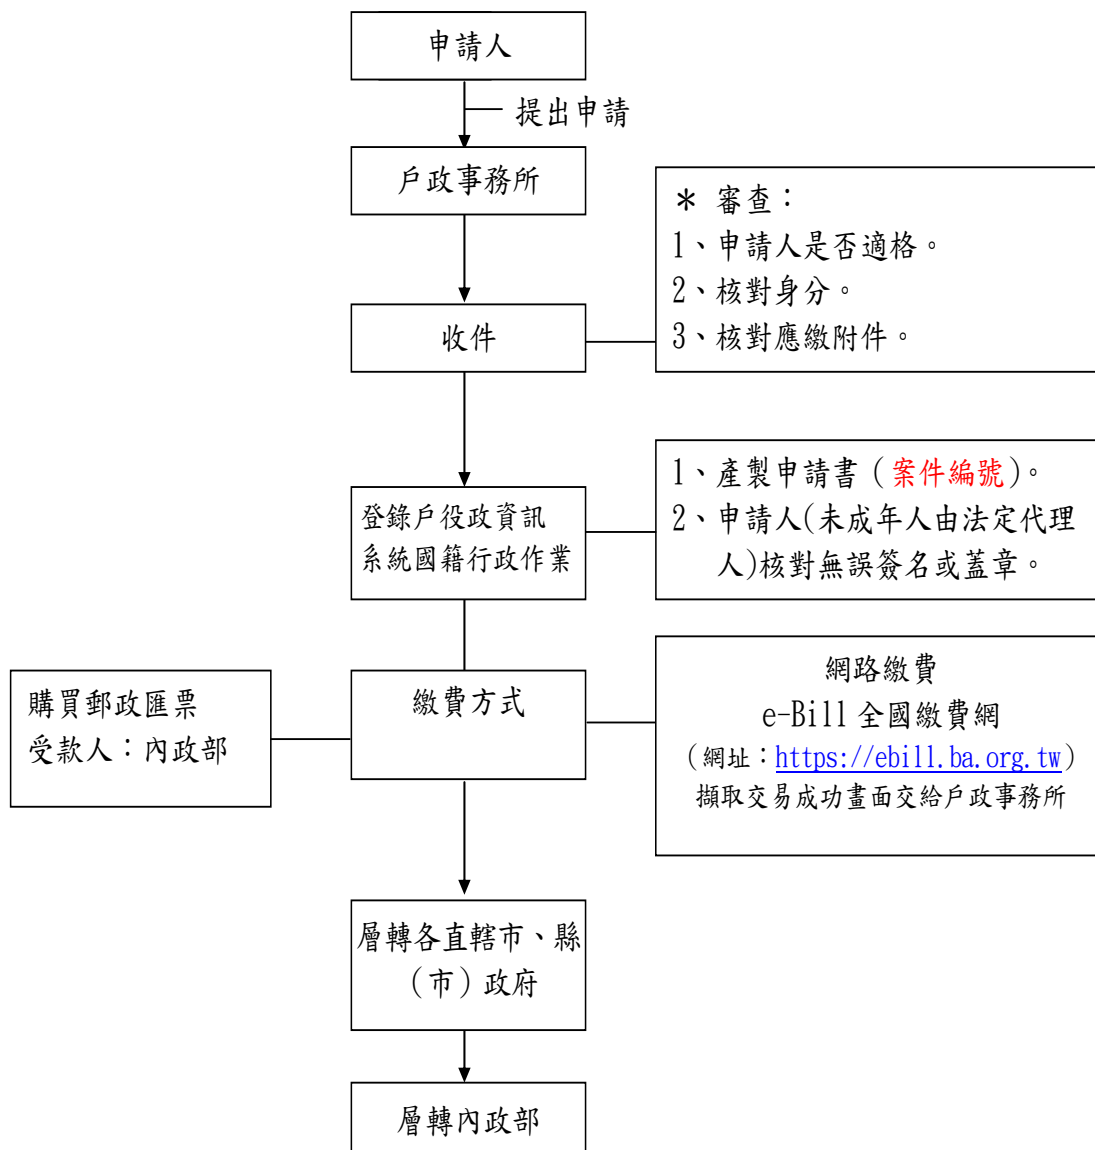 申請人
提出申請
戶政事務所
＊ 審查：
1、申請人是否適格。
2、核對身分。
3、核對應繳附件。
收件
登錄戶役政資訊
系統國籍行政作業
1、產製申請書（案件編號）。
2、申請人(未成年人由法定代理
人)核對無誤簽名或蓋章。
購買郵政匯票
受款人：內政部
繳費方式
網路繳費
e-Bill 全國繳費網
（網址：https://ebill.ba.org.tw）
擷取交易成功畫面交給戶政事務所
層轉各直轄市、縣
（市）政府
層轉內政部